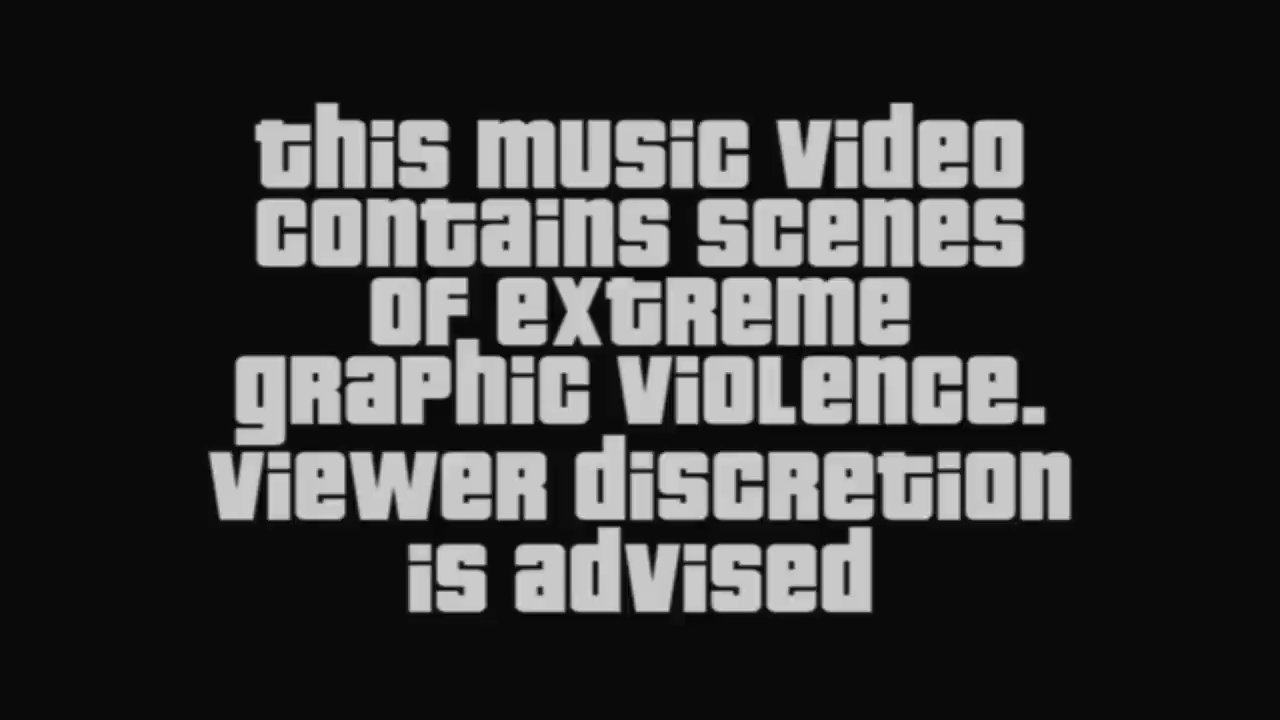 this music video
contains scenes
of extreme
graphic violence.
viewer discretion
is advised